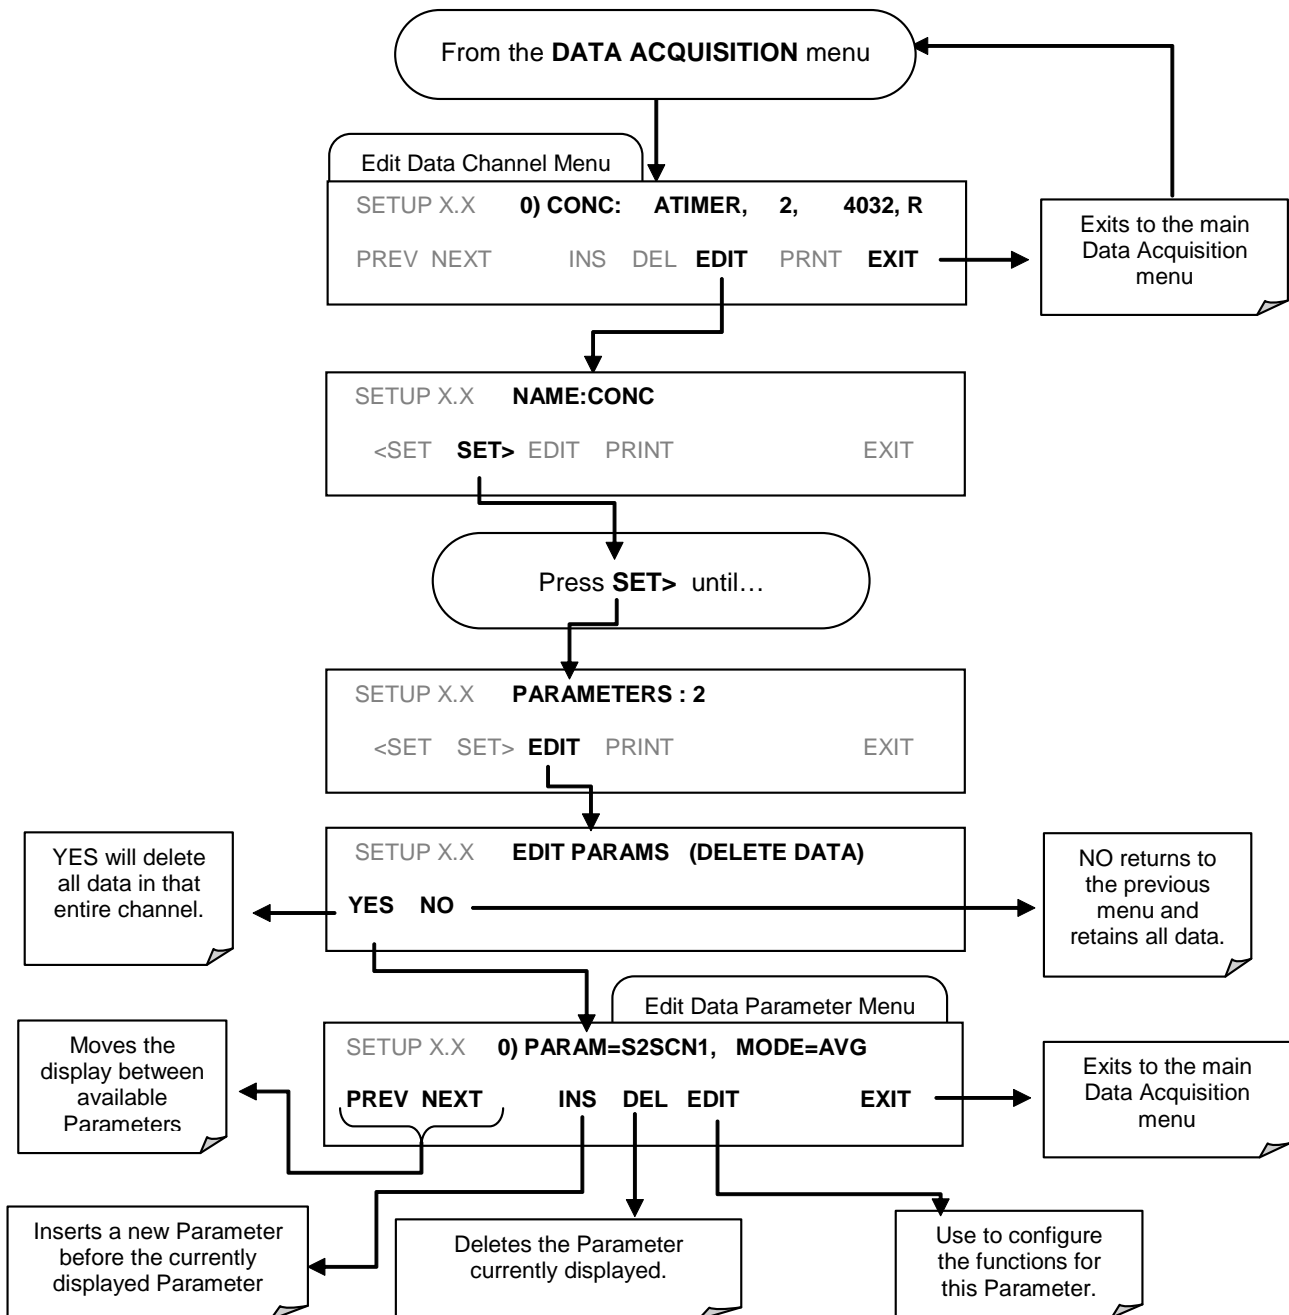 From the DATA ACQUISITION menu
Edit Data Channel Menu
SETUP X.X 0) CONC: ATIMER, 2, 4032, R
PREV NEXT INS DEL EDIT PRNT EXIT
Exits to the main
Data Acquisition
menu
SETUP X.X NAME:CONC
<SET SET> EDIT PRINT EXIT
Press SET> until…
SETUP X.X PARAMETERS : 2
<SET SET> EDIT PRINT EXIT
YES will delete
all data in that
entire channel.
SETUP X.X EDIT PARAMS (DELETE DATA)
YES NO
NO returns to
the previous
menu and
retains all data.
Edit Data Parameter Menu
Moves the
display between
available
Parameters
SETUP X.X 0) PARAM=S2SCN1, MODE=AVG
PREV NEXT INS DEL EDIT EXIT
Exits to the main
Data Acquisition
menu
Inserts a new Parameter
before the currently
displayed Parameter
Deletes the Parameter
currently displayed.
Use to configure
the functions for
this Parameter.